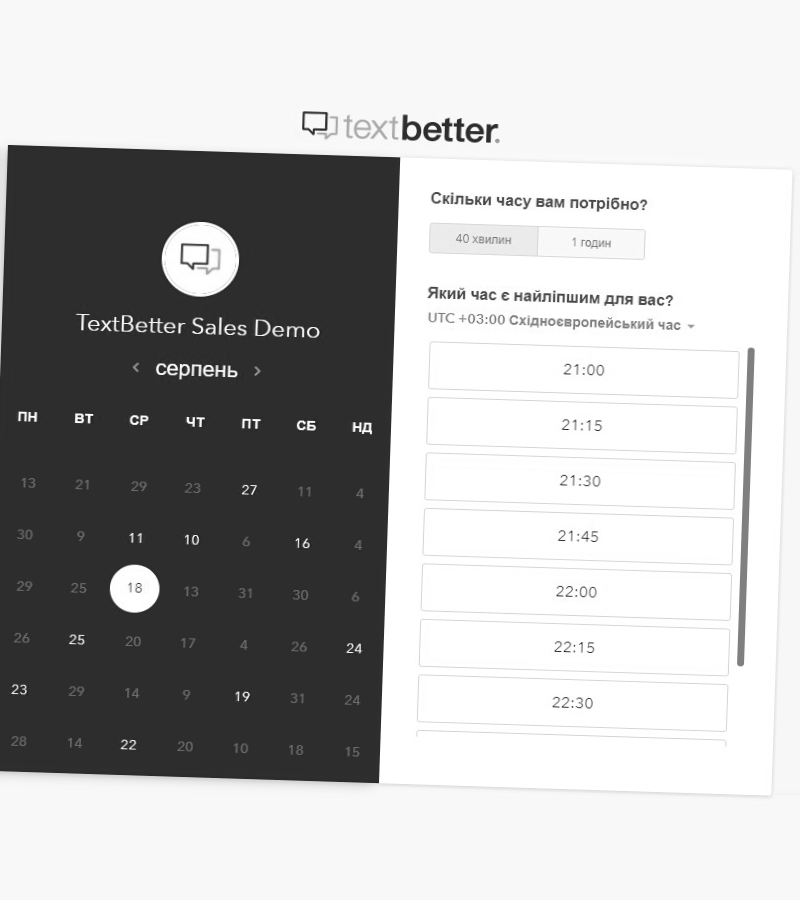 textbetter.
TextBetter Sales Demo
серпень
ПН ВТ СР ЧТ ПТ СБ НД
13 21 29 23 27 11 4
30 9 11 10 6 16 4
29 25 18 13 31 30 6
26 25 20 17 4 26 24
23 29 14 9 19 31 24
28 14 22 20 10 18 15
Скільки часу вам потрібно?
40 хвилин 1 годин
Який час є найліпшим для вас?
UTC +03:00 Східноєвропейський час
21:00
21:15
21:30
21:45
22:00
22:15
22:30